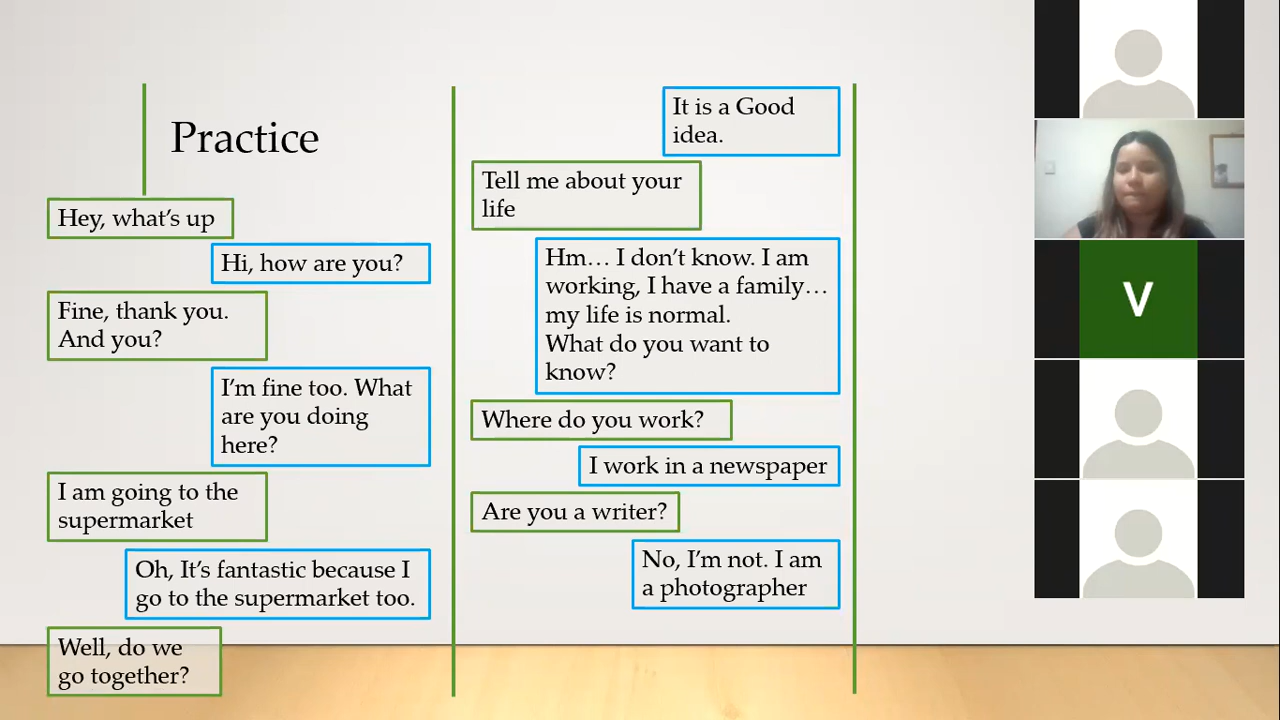 Practice
Hey, what's up
Hi, how are you?
Fine, thank you.
And you?
I'm fine too. What
are you doing
here?
I am going to the
supermarket
Oh, It's fantastic because I
go to the supermarket too.
Well, do we
go together?
It is a Good
idea.
Tell me about your
life
Hm… I don't know. I am
working, I have a family…
my life is normal.
What do you want to
know?
Where do you work?
I work in a newspaper
Are you a writer?
No, I'm not. I am
a photographer
V